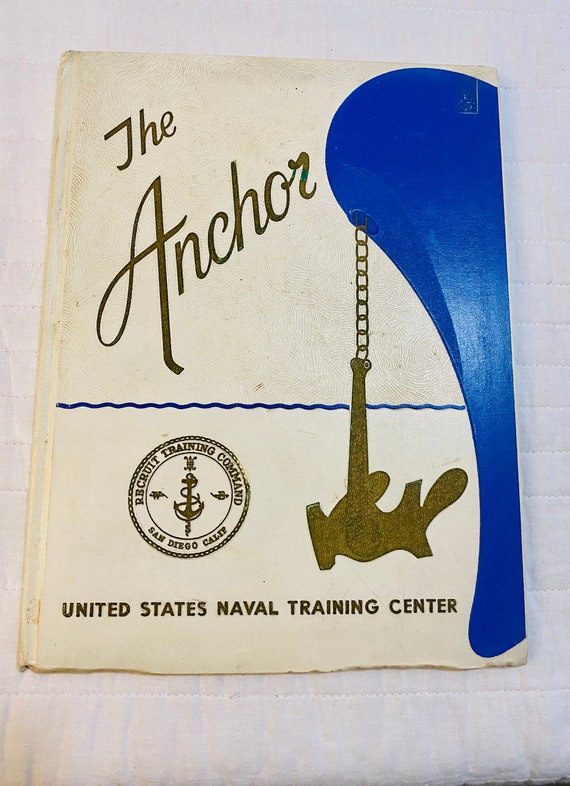 The
Anchor
RECRUIT TRAINING COMMAND
SAN DIEGO CALIF
UNITED STATES NAVAL TRAINING CENTER